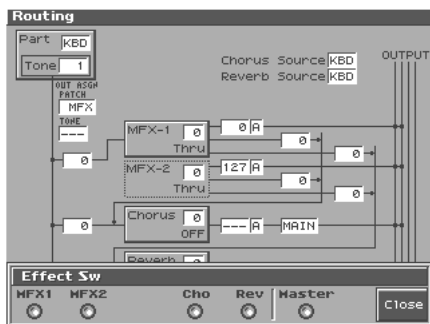 Routing
Part KBD
Tone 1
Chorus Source KBD
Reverb Source KBD
OUTPUT
OUT ASGN
PATCH
MFX
TONE
---
MFX-1 0
Thru
0 A
0
0
0
MFX-2 0
Thru
127 A
0
0
Chorus 0
OFF
0
--- A MAIN
Reverb 0
Effect Sw
MFX1 MFX2 Cho Rev Master
Close